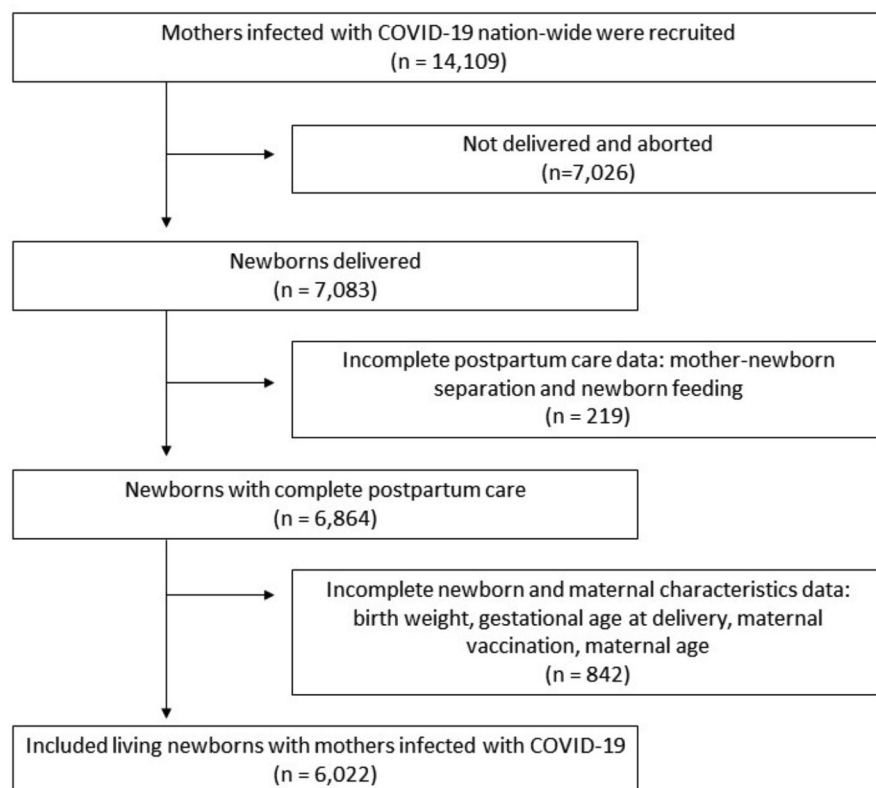 Mothers infected with COVID-19 nation-wide were recruited
(n = 14,109)
Not delivered and aborted
(n=7,026)
Newborns delivered
(n = 7,083)
Incomplete postpartum care data: mother-newborn
separation and newborn feeding
(n = 219)
Newborns with complete postpartum care
(n = 6,864)
Incomplete newborn and maternal characteristics data:
birth weight, gestational age at delivery, maternal
vaccination, maternal age
(n = 842)
Included living newborns with mothers infected with COVID-19
(n = 6,022)